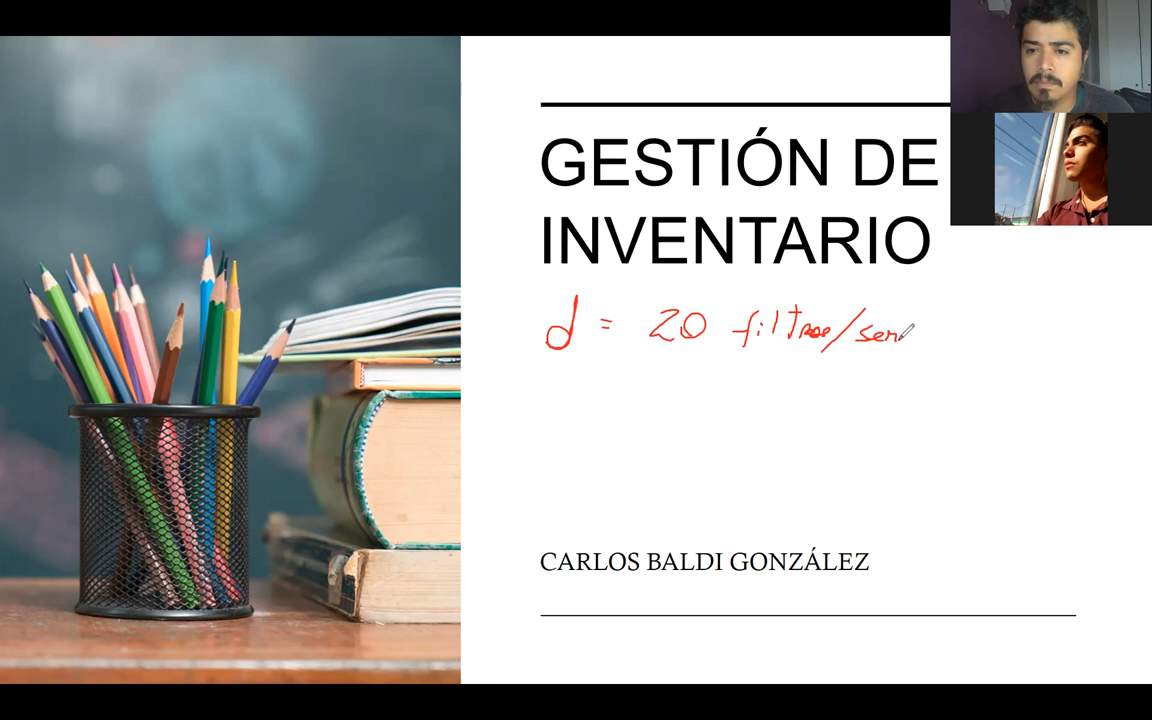 GESTIÓN DE
INVENTARIO
d = 20 filtros/sem
CARLOS BALDI GONZÁLEZ